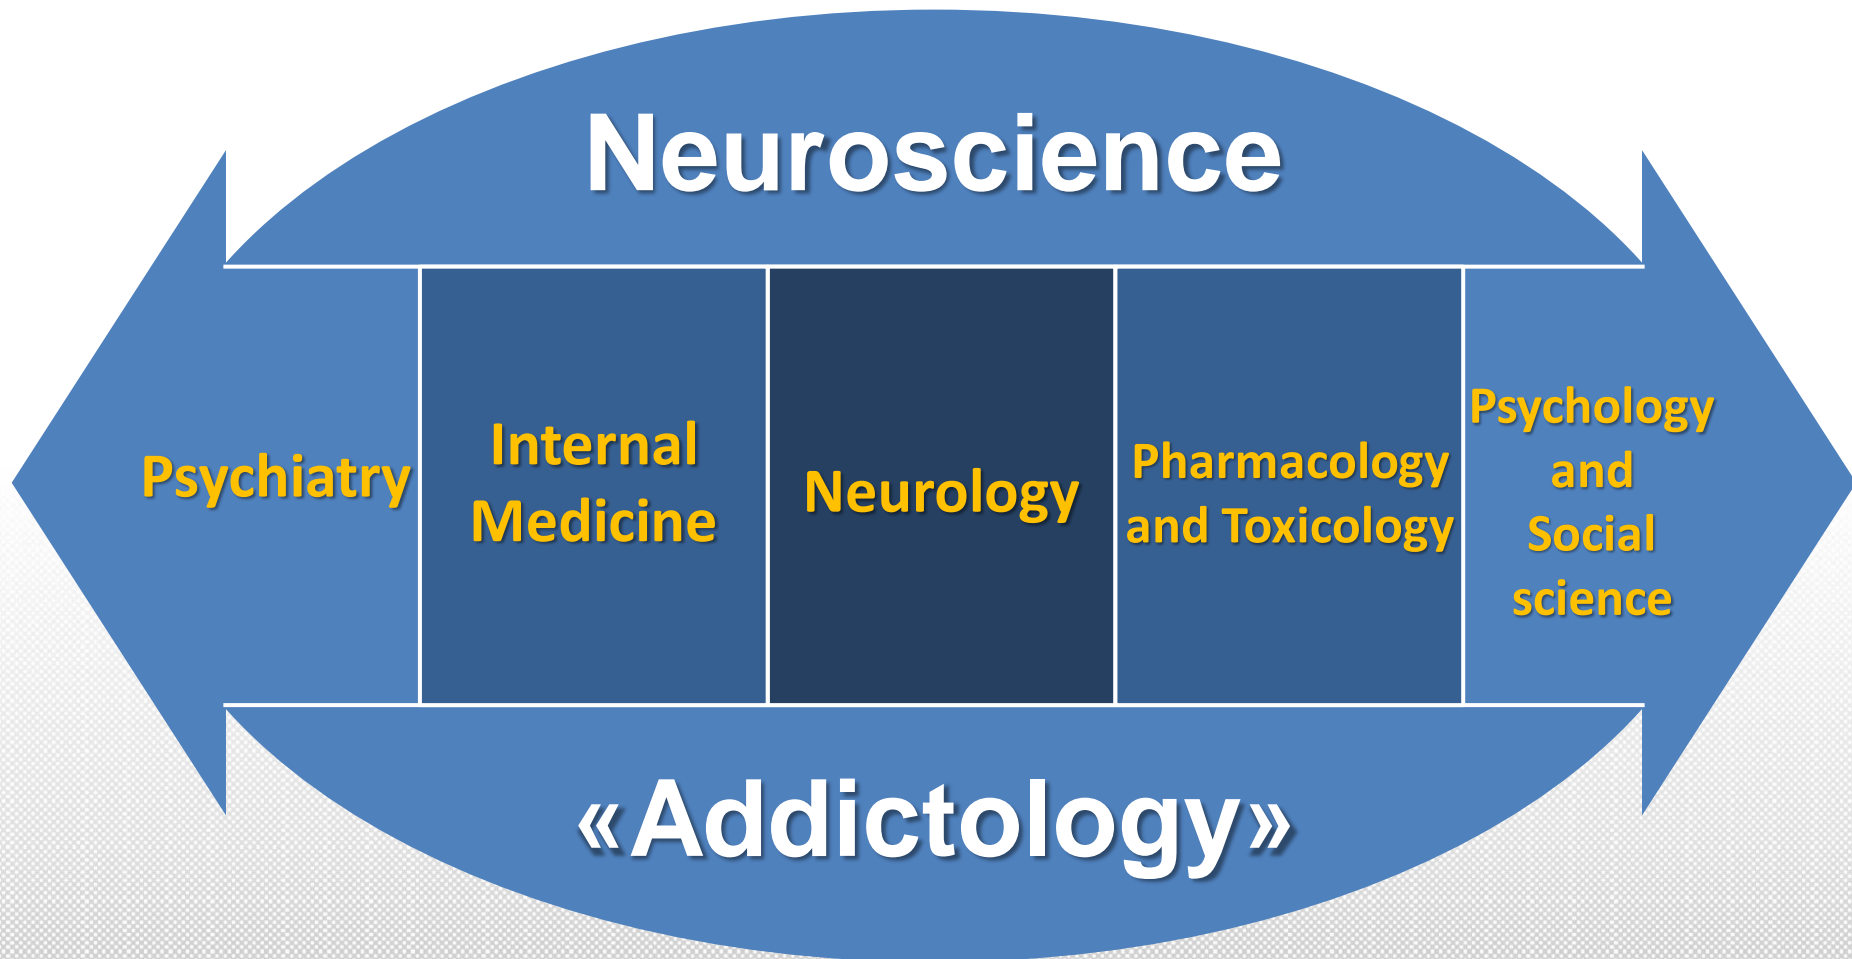 Neuroscience
Psychiatry
Internal
Medicine
Neurology
Pharmacology
and Toxicology
Psychology
and
Social
science
«Addictology»